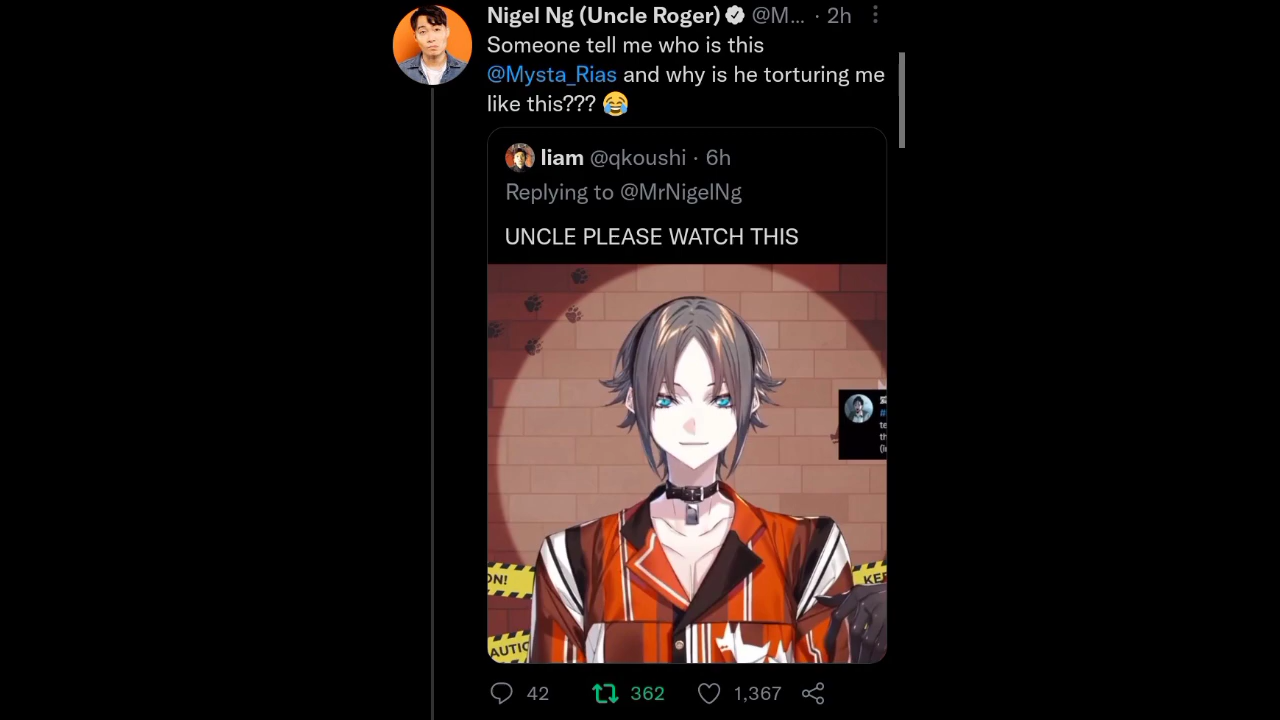 Nigel Ng (Uncle Roger) @M... · 2h
Someone tell me who is this
@Mysta_Rias and why is he torturing me
like this??? 😂
liam @qkoushi · 6h
Replying to @MrNigelNg
UNCLE PLEASE WATCH THIS
ON!
KE
AUTIO
42 362 1,367